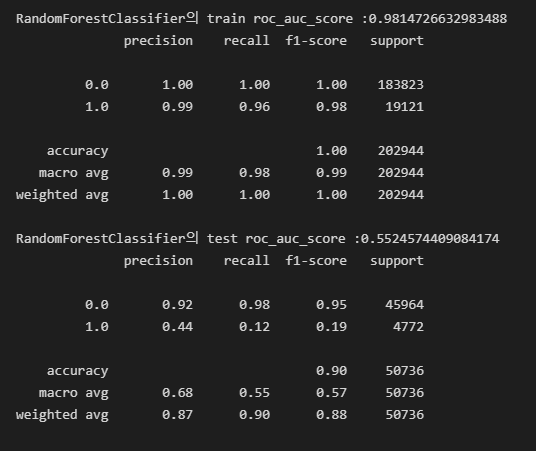 RandomForestClassifier의 train roc_auc_score :0.9814726632983488
precision recall f1-score support
0.0 1.00 1.00 1.00 183823
1.0 0.99 0.96 0.98 19121
accuracy 1.00 202944
macro avg 0.99 0.98 0.99 202944
weighted avg 1.00 1.00 1.00 202944
RandomForestClassifier의 test roc_auc_score :0.5524574409084174
precision recall f1-score support
0.0 0.92 0.98 0.95 45964
1.0 0.44 0.12 0.19 4772
accuracy 0.90 50736
macro avg 0.68 0.55 0.57 50736
weighted avg 0.87 0.90 0.88 50736